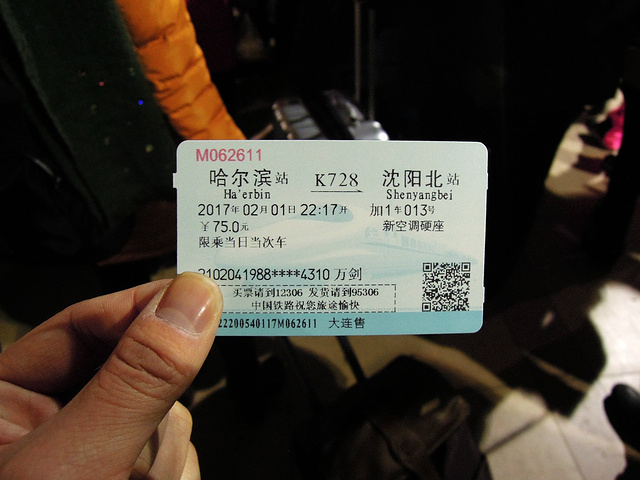 M062611
哈尔滨站 K728 沈阳北站
Ha'erbin Shenyangbei
2017年02月01日 22:17开 加1车013号
￥75.0元 新空调硬座
限乘当日当次车
2102041988****4310 万剑
买票请到12306 发货请到95306
中国铁路祝您旅途愉快
22200540117M062611 大连售